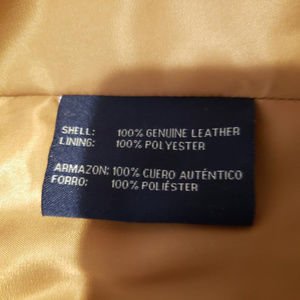 SHELL: 100% GENUINE LEATHER
LINING: 100% POLYESTER
ARMAZON: 100% CUERO AUTÉNTICO
FORRO: 100% POLIÉSTER